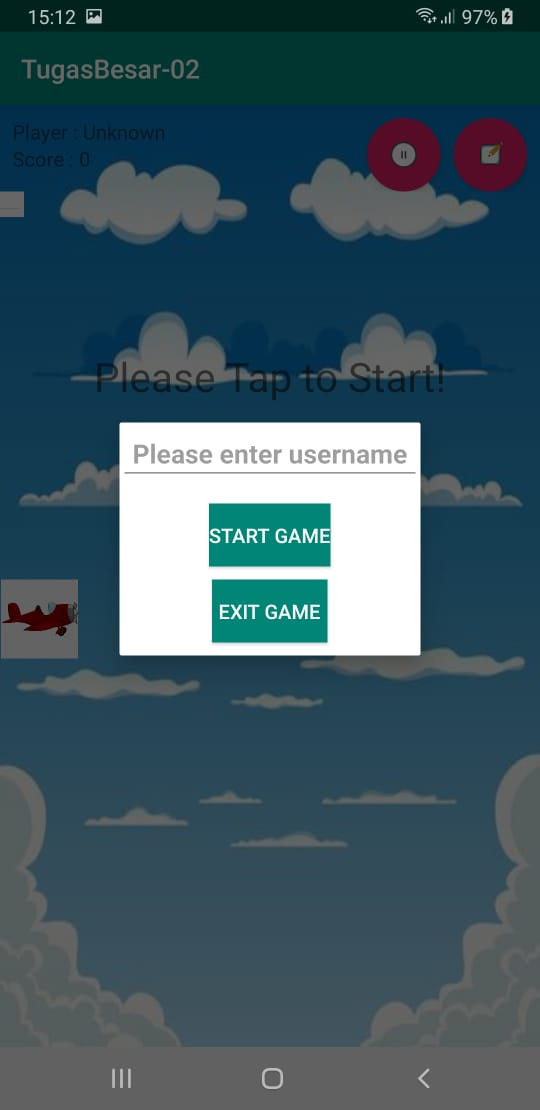 15:12 97%
TugasBesar-02
Player : Unknown
Score : 0
Please Tap to Start!
Please enter username
START GAME
EXIT GAME